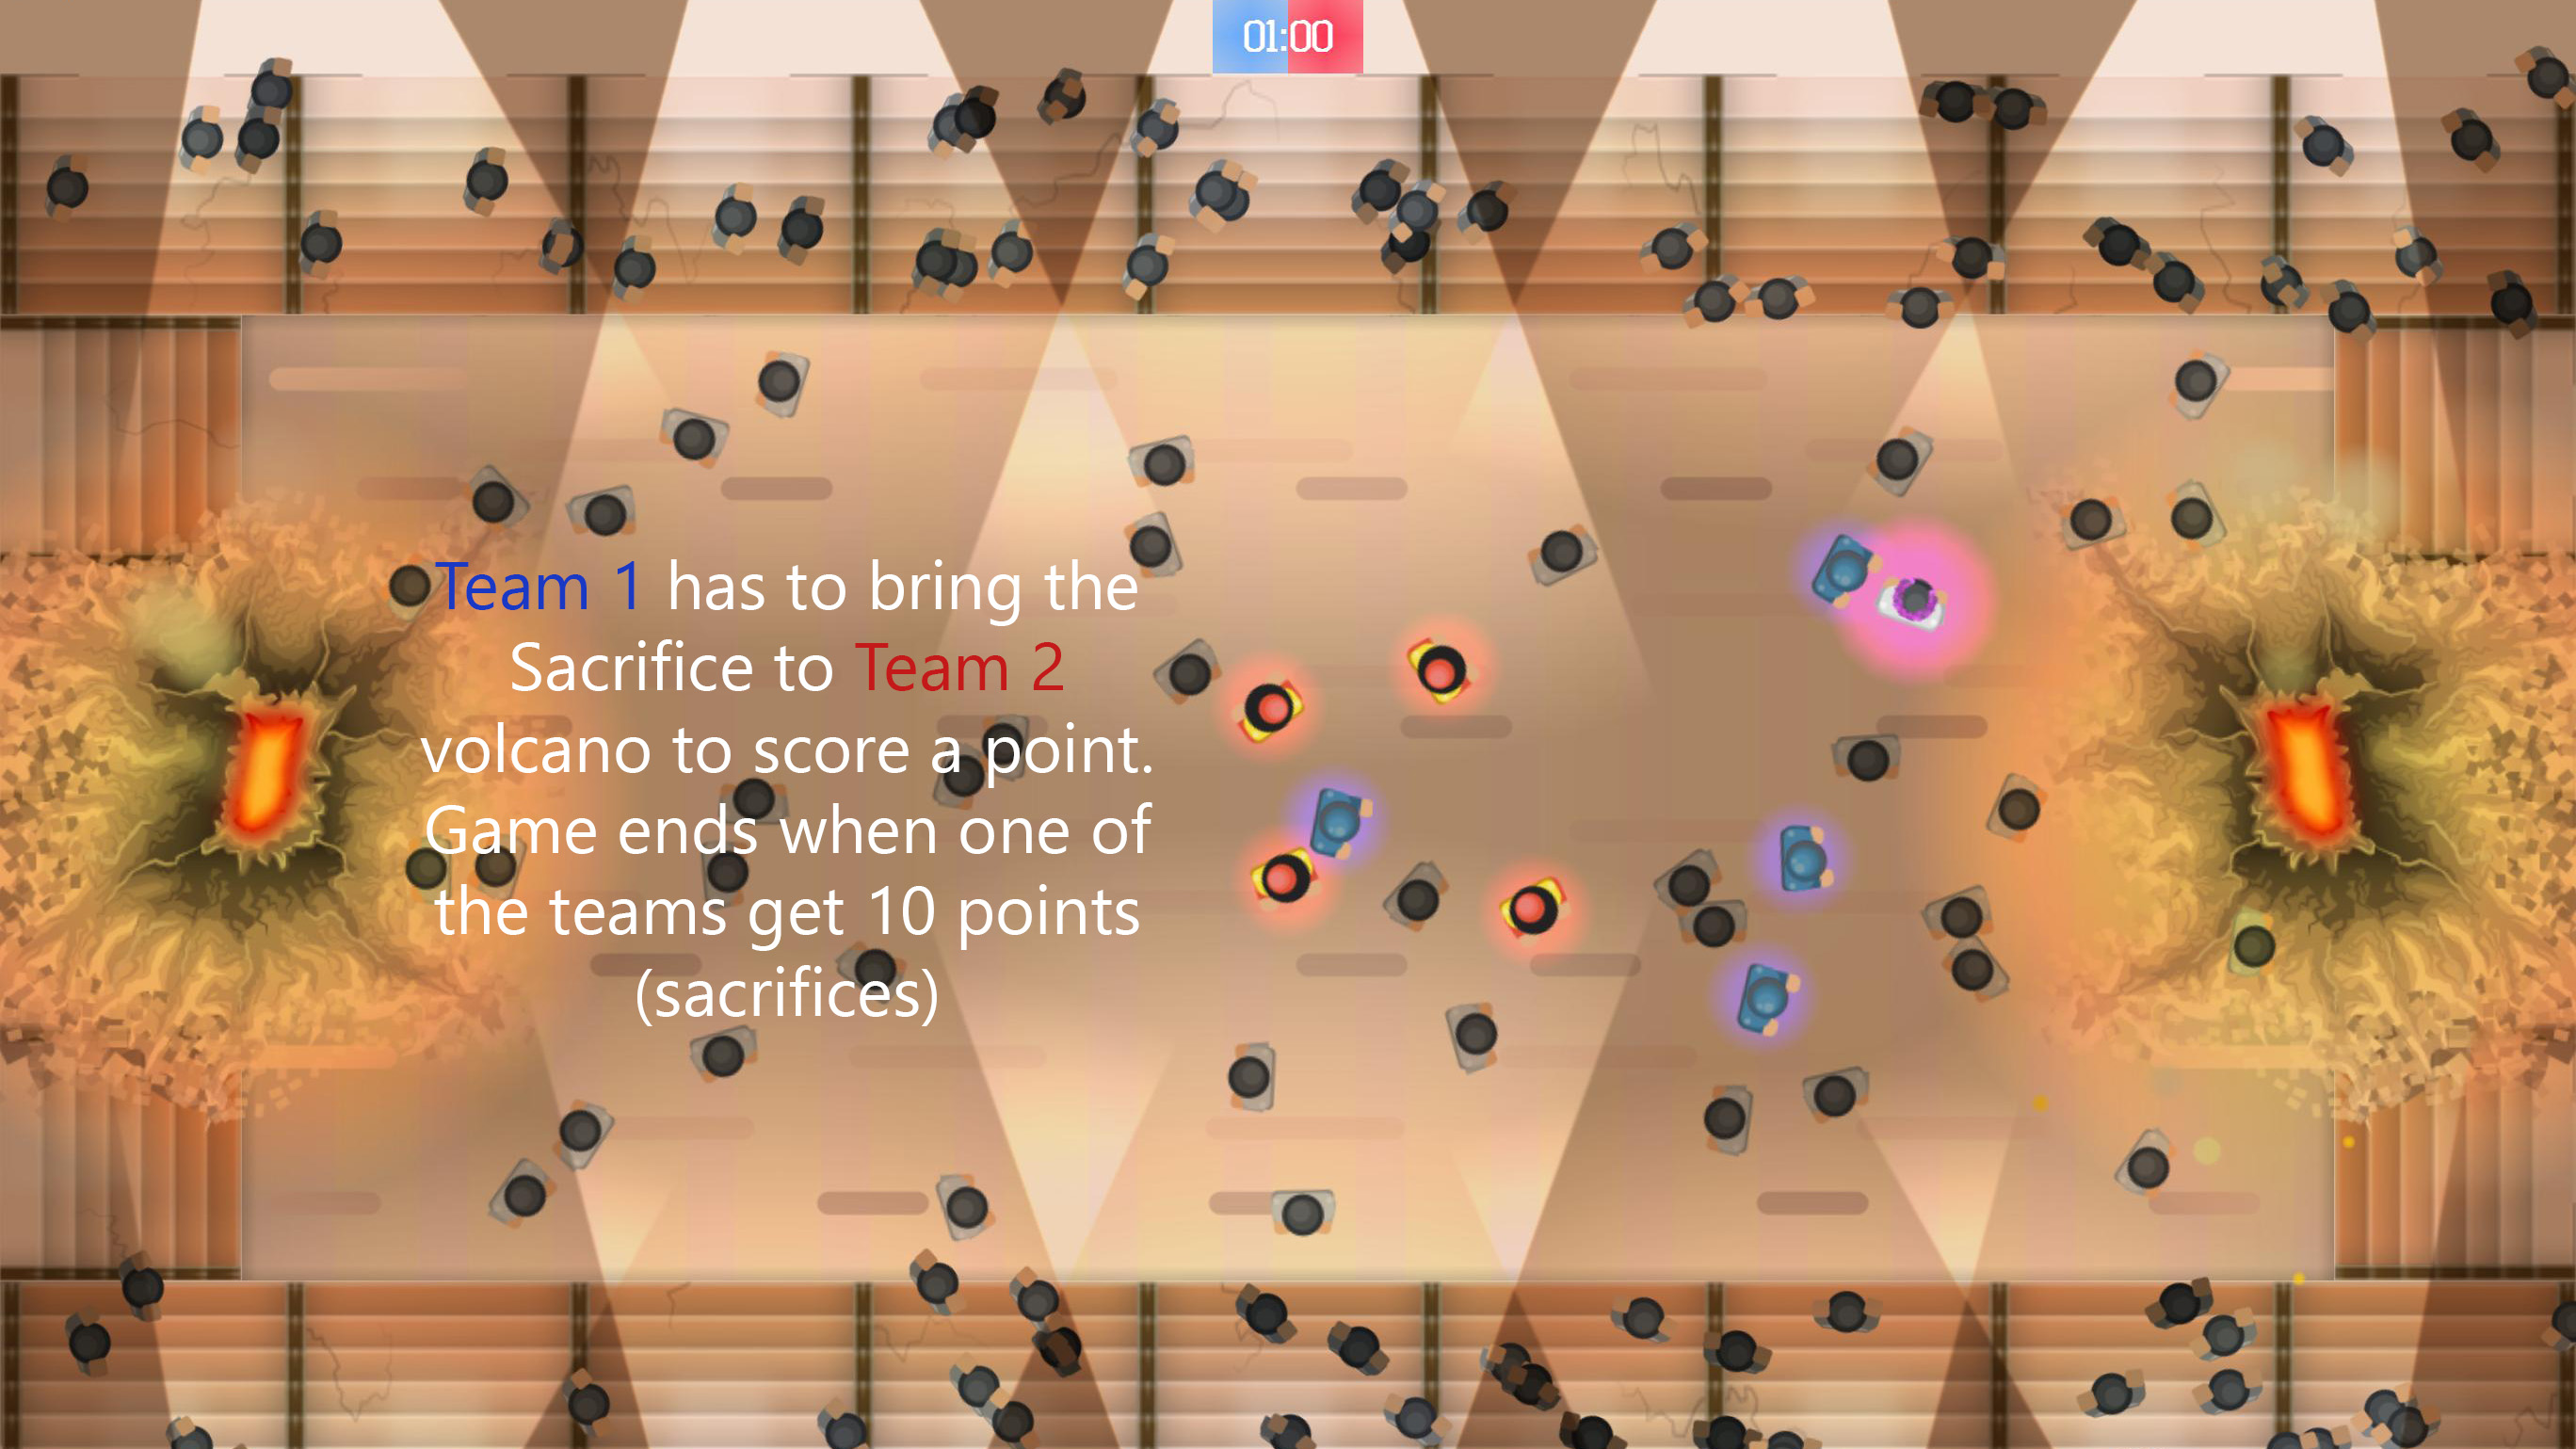 01:00
Team 1 has to bring the
Sacrifice to Team 2
volcano to score a point.
Game ends when one of
the teams get 10 points
(sacrifices)